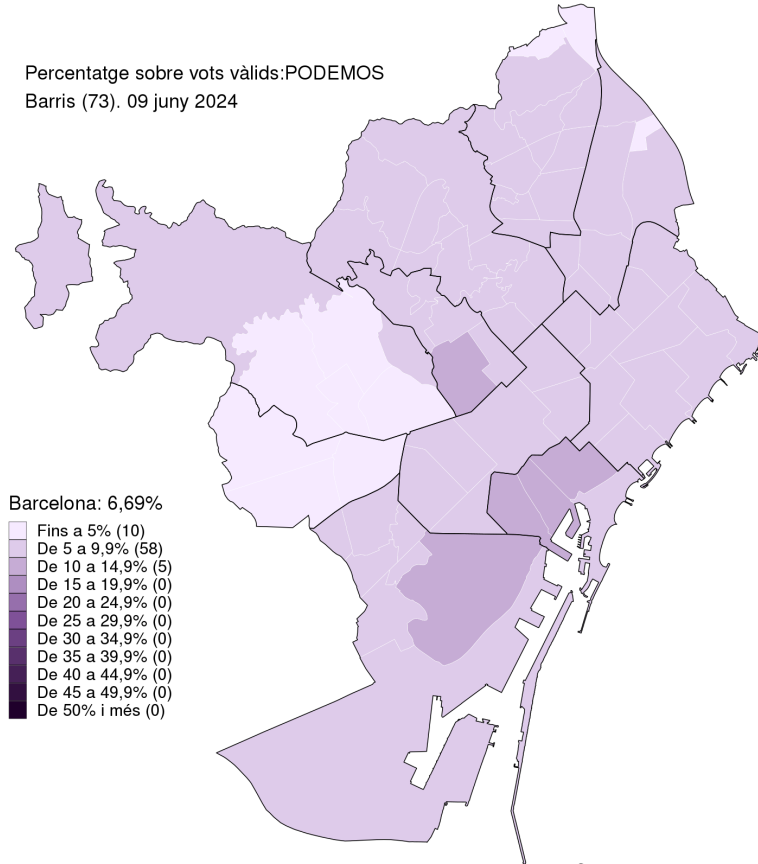 Percentatge sobre vots vàlids:PODEMOS
Barris (73). 09 juny 2024
Barcelona: 6,69%
Fins a 5% (10)
De 5 a 9,9% (58)
De 10 a 14,9% (5)
De 15 a 19,9% (0)
De 20 a 24,9% (0)
De 25 a 29,9% (0)
De 30 a 34,9% (0)
De 35 a 39,9% (0)
De 40 a 44,9% (0)
De 45 a 49,9% (0)
De 50% i més (0)